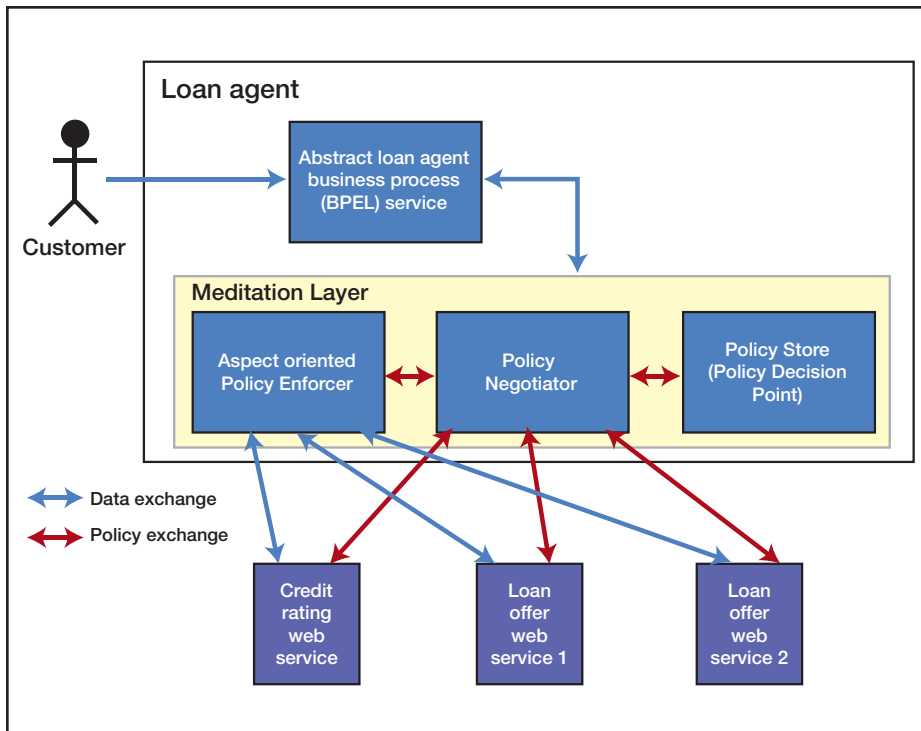 Loan agent
Abstract loan agent
business process
(BPEL) service
Customer
Meditation Layer
Aspect oriented
Policy Enforcer
Policy
Negotiator
Policy Store
(Policy Decision
Point)
Data exchange
Policy exchange
Credit
rating
web
service
Loan
offer
web
service 1
Loan
offer
web
service 2